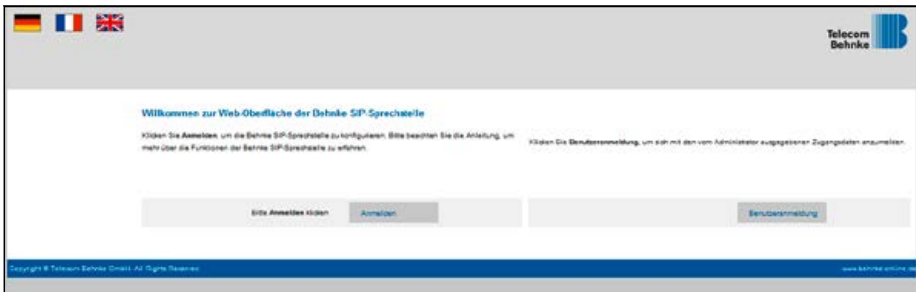 Telecom
Behnke
Willkommen zur Web-Oberfläche der Behnke SIP-Sprechstelle
Klicken Sie Anmelden, um die Behnke SIP-Sprechstelle zu konfigurieren. Bitte beachten Sie die Anleitung, um
mehr über die Funktionen der Behnke SIP-Sprechstelle zu erfahren.
Klicken Sie Benutzeranmeldung, um sich mit den vom Administrator ausgegebenen Zugangsdaten anzumelden.
Bitte Anmelden klicken
Anmelden
Benutzeranmeldung
Copyright © Telecom Behnke GmbH. All Rights Reserved
www.behnke-online.de